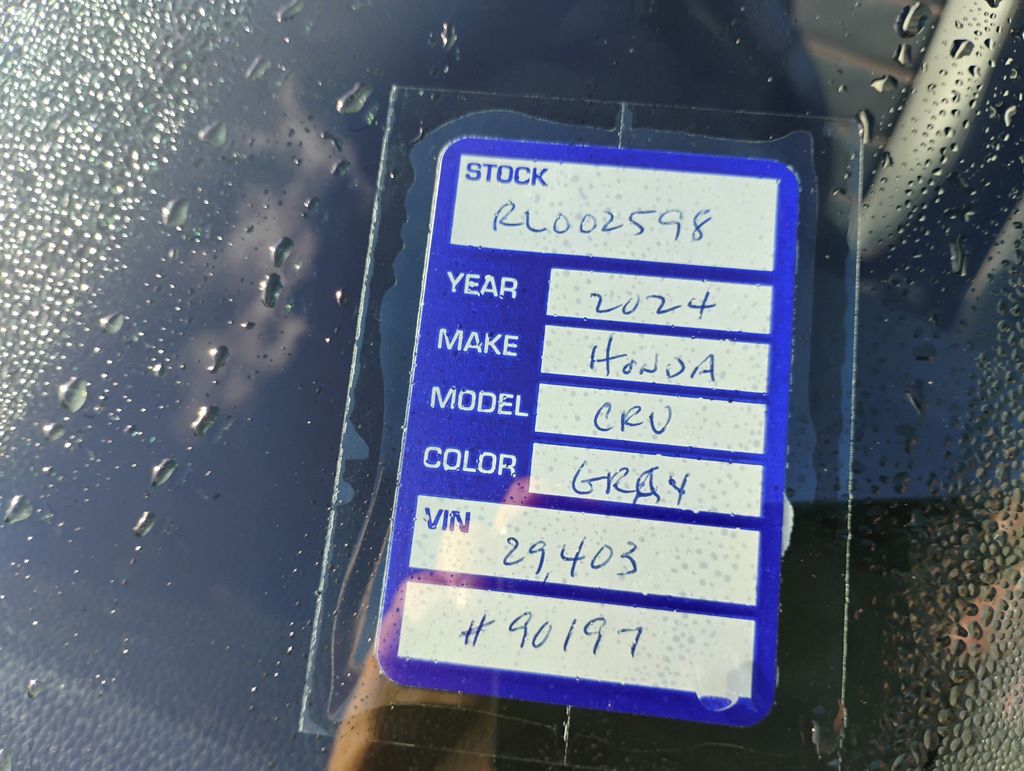 STOCK
RL002598
YEAR 2024
MAKE HONDA
MODEL CRV
COLOR GRAY
VIN
29,403
#90197